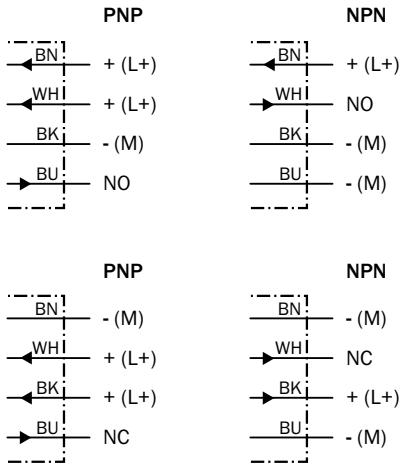 PNP NPN
BN + (L+) BN + (L+)
WH + (L+) WH NO
BK - (M) BK - (M)
BU NO BU - (M)
PNP NPN
BN - (M) BN - (M)
WH + (L+) WH NC
BK + (L+) BK + (L+)
BU NC BU - (M)